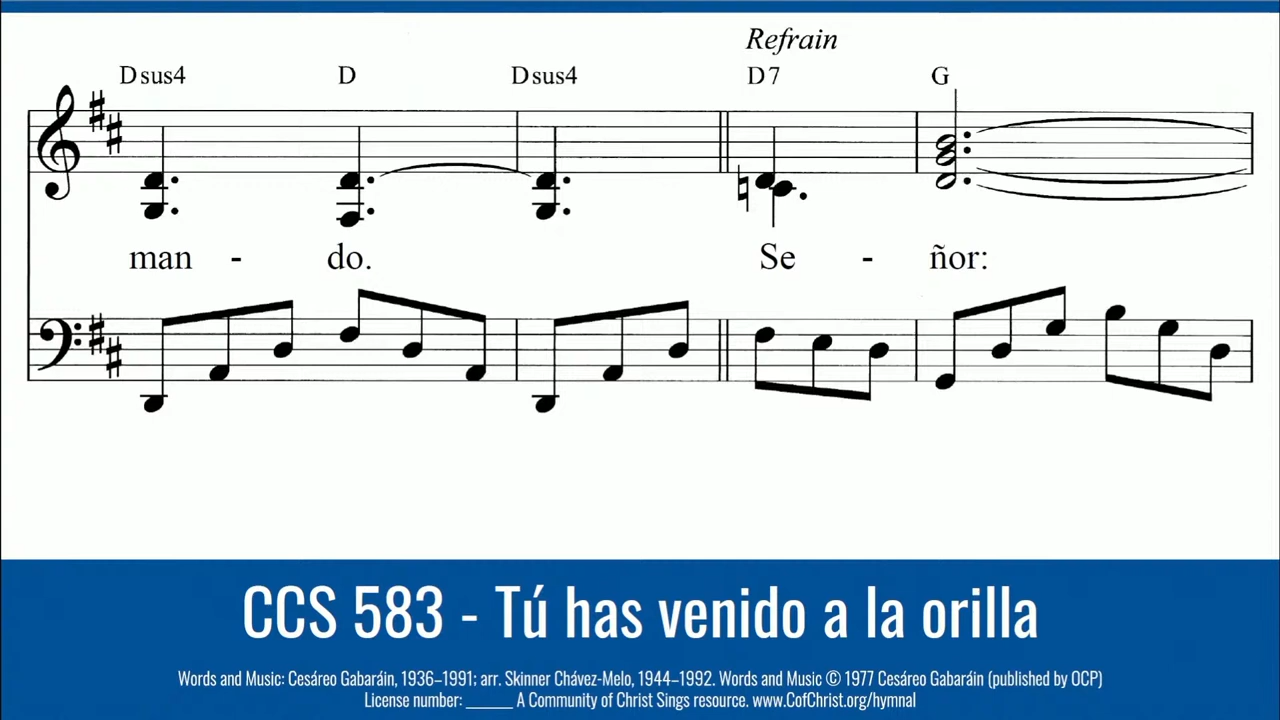 Refrain
Dsus4 D Dsus4 D7 G
man - do. Se - ñor:
CCS 583 - Tú has venido a la orilla
Words and Music: Cesáreo Gabaráin, 1936–1991; arr. Skinner Chávez-Melo, 1944–1992. Words and Music © 1977 Cesáreo Gabaráin (published by OCP)
License number: ______ A Community of Christ Sings resource. www.CofChrist.org/hymnal